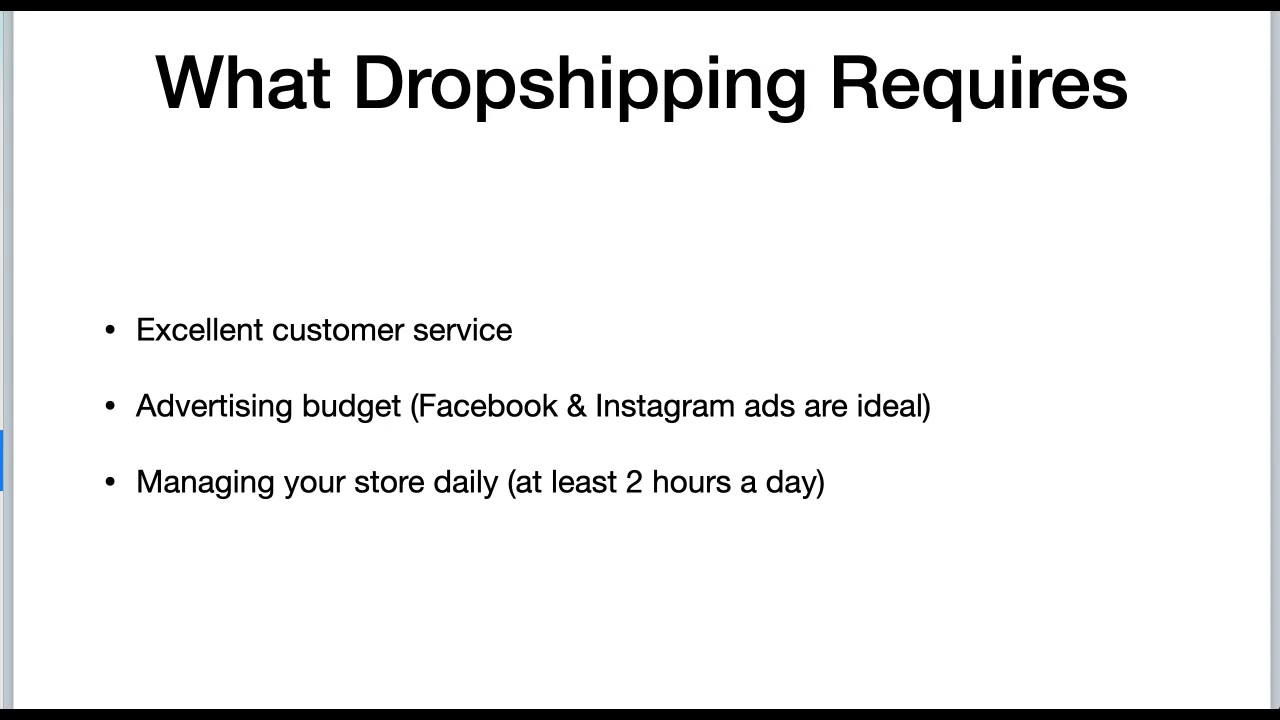 What Dropshipping Requires
• Excellent customer service
• Advertising budget (Facebook & Instagram ads are ideal)
• Managing your store daily (at least 2 hours a day)